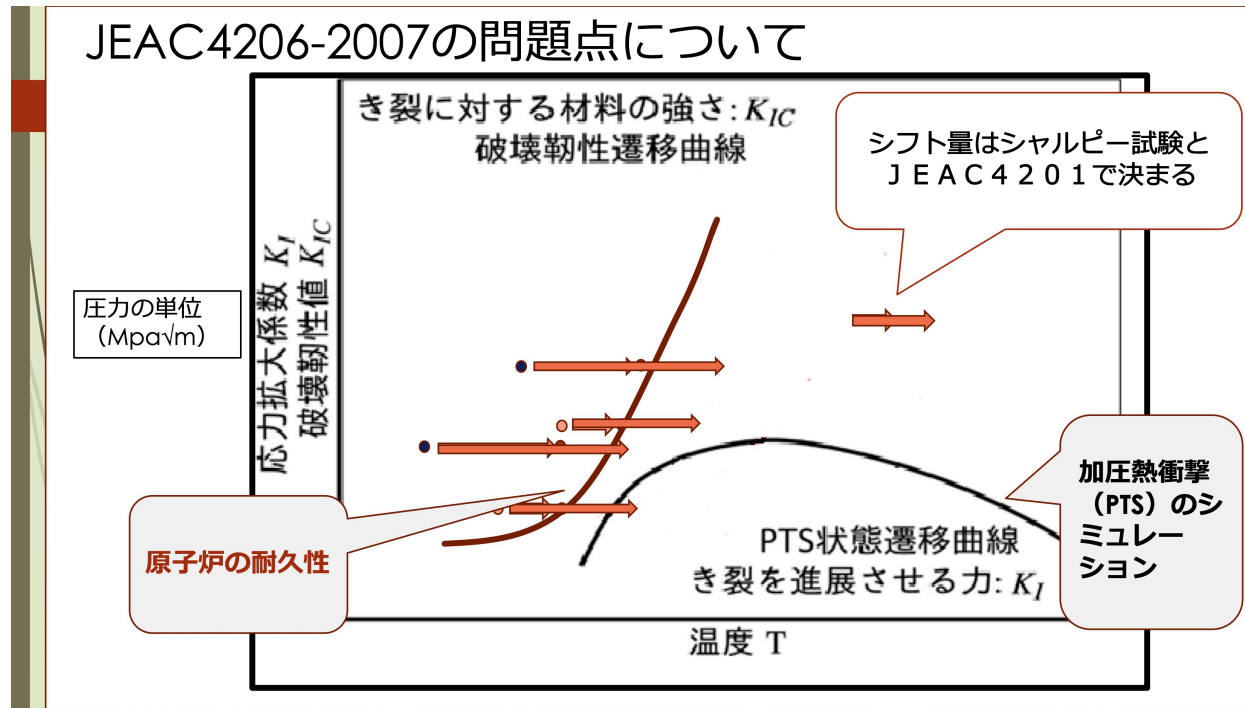 JEAC4206-2007の問題点について
き裂に対する材料の強さ: K_IC
破壊靭性遷移曲線
シフト量はシャルピー試験と
ＪＥＡＣ４２０１で決まる
圧力の単位
（Mpa√m）
応力拡大係数 K_I
破壊靭性値 K_IC
原子炉の耐久性
加圧熱衝撃
（PTS）のシ
ミュレー
ション
PTS状態遷移曲線
き裂を進展させる力: K_I
温度 T